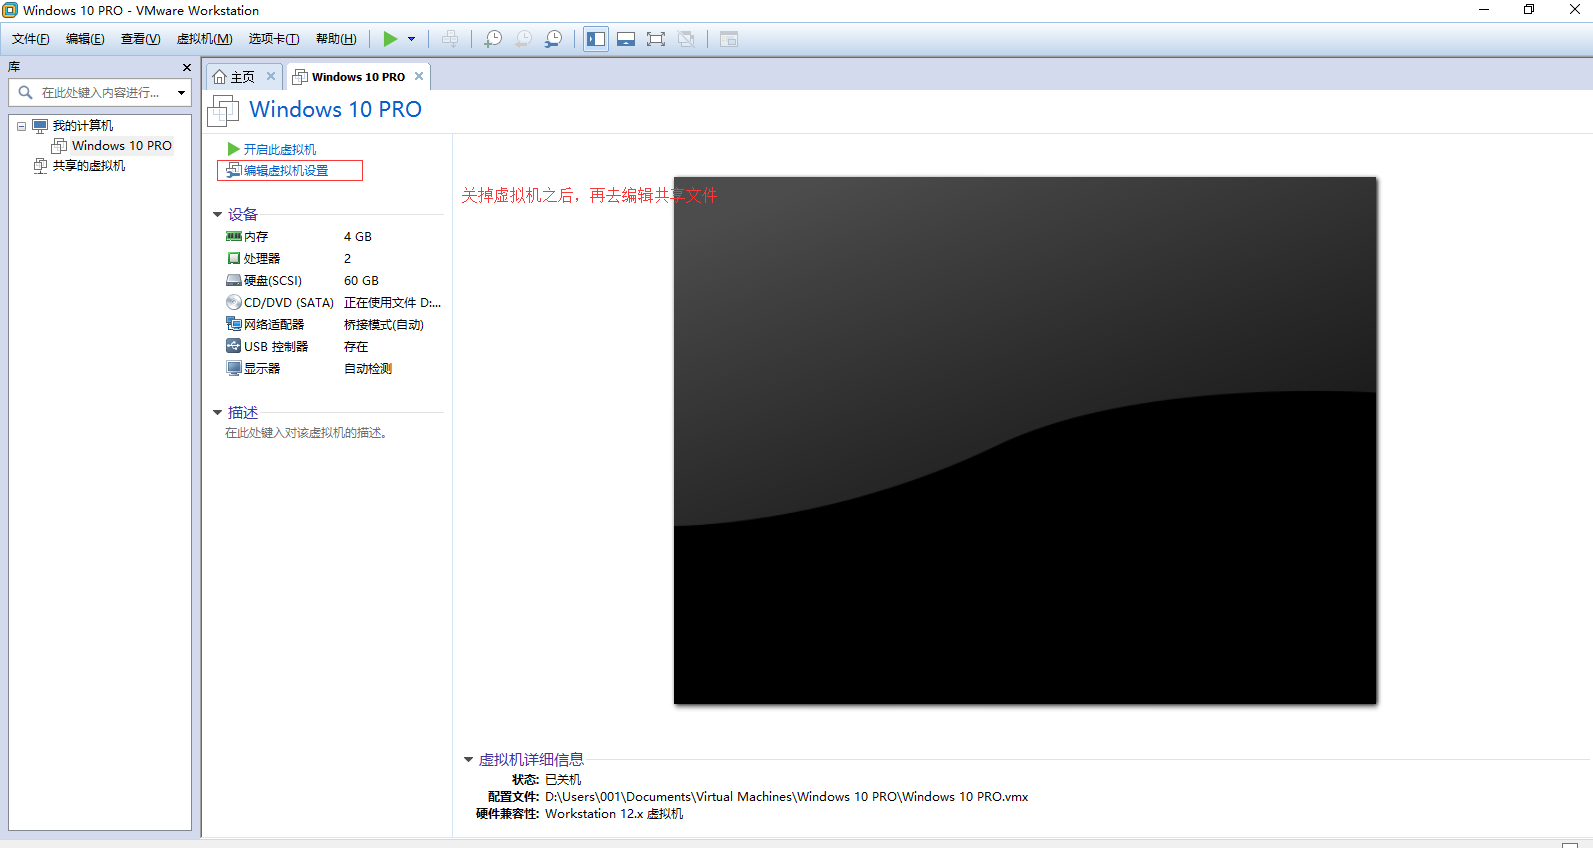 Windows 10 PRO - VMware Workstation
文件(F) 编辑(E) 查看(V) 虚拟机(M) 选项卡(T) 帮助(H)
库
在此处键入内容进行...
我的计算机
Windows 10 PRO
共享的虚拟机
主页
Windows 10 PRO
Windows 10 PRO
开启此虚拟机
编辑虚拟机设置
关掉虚拟机之后，再去编辑共享文件
设备
内存 4 GB
处理器 2
硬盘(SCSI) 60 GB
CD/DVD (SATA) 正在使用文件 D:...
网络适配器 桥接模式(自动)
USB 控制器 存在
显示器 自动检测
描述
在此处键入对该虚拟机的描述。
虚拟机详细信息
状态: 已关机
配置文件: D:\Users\001\Documents\Virtual Machines\Windows 10 PRO\Windows 10 PRO.vmx
硬件兼容性: Workstation 12.x 虚拟机